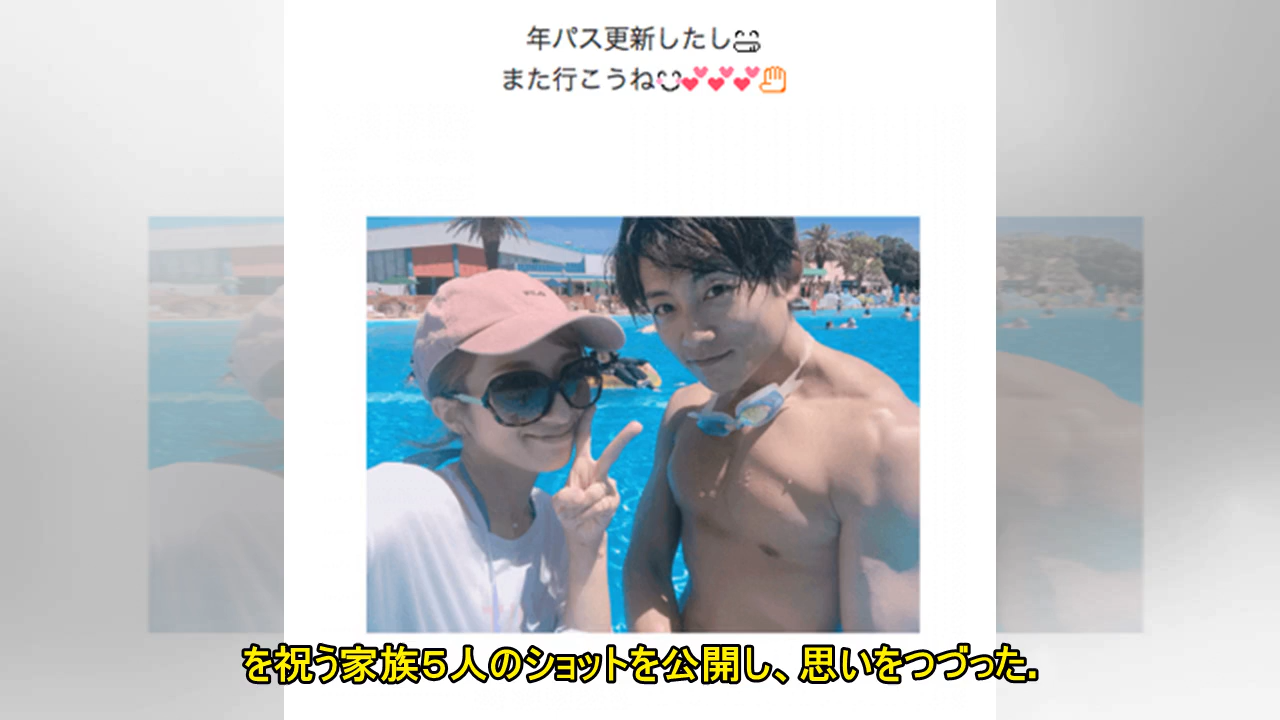 年パス更新したし😁
また行こうね☺💕💕💕✋
を祝う家族５人のショットを公開し、思いをつづった.